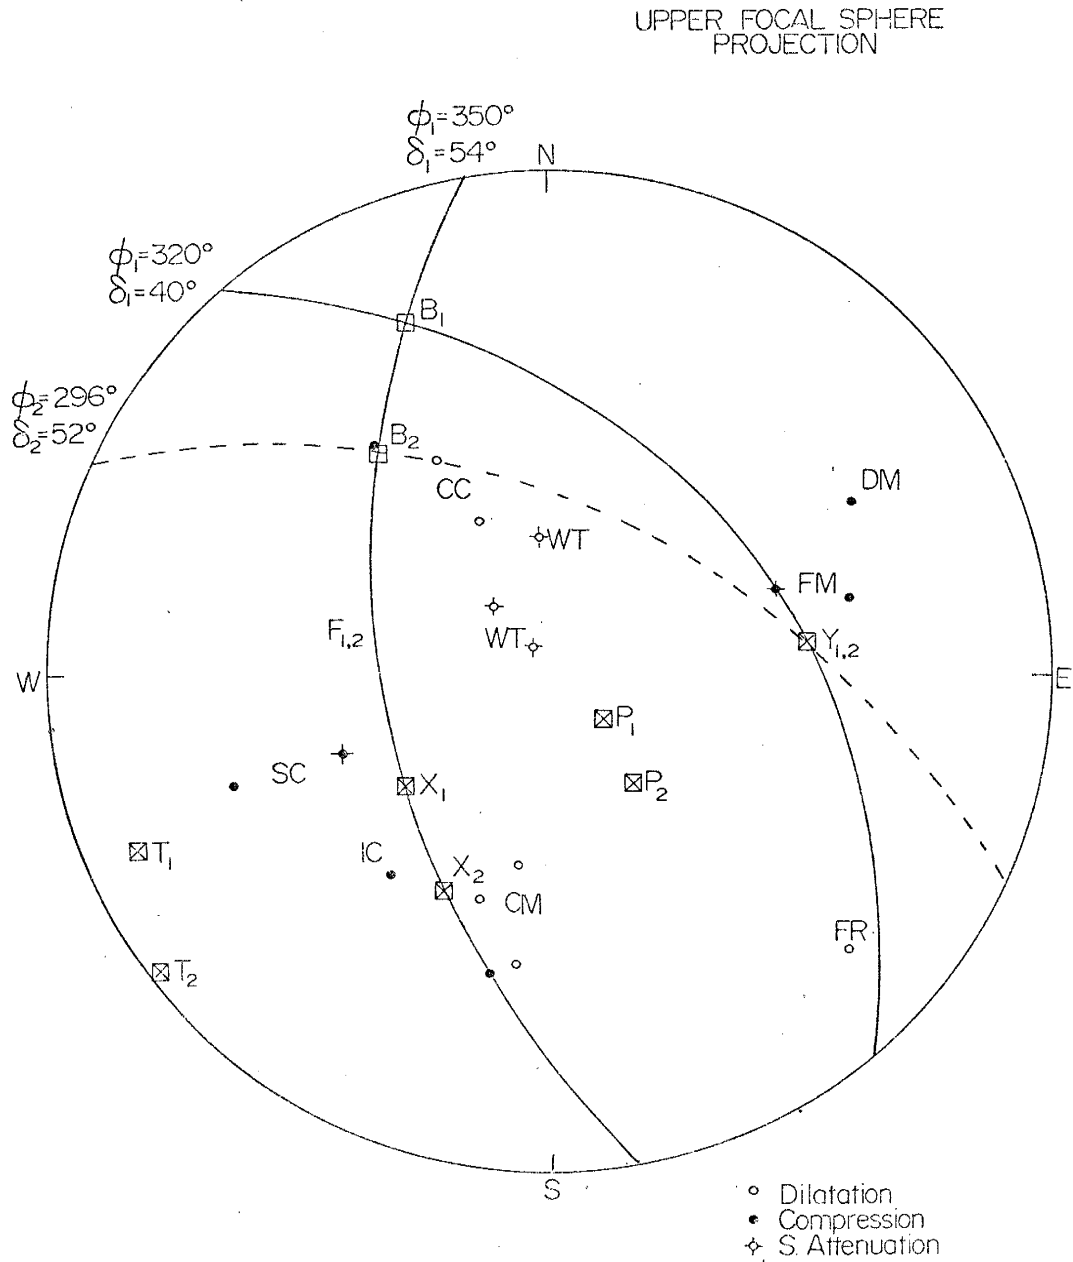 UPPER FOCAL SPHERE
PROJECTION
ϕ₁=350°
δ₁=54°
N
ϕ₁=320°
δ₁=40°
B₁
ϕ₂=296°
δ₂=52°
B₂
CC
DM
WT
FM
F₁,₂
WT
Y₁,₂
W
E
P₁
SC
X₁
P₂
T₁
IC
X₂
CM
FR
T₂
S
Dilatation
Compression
S. Attenuation